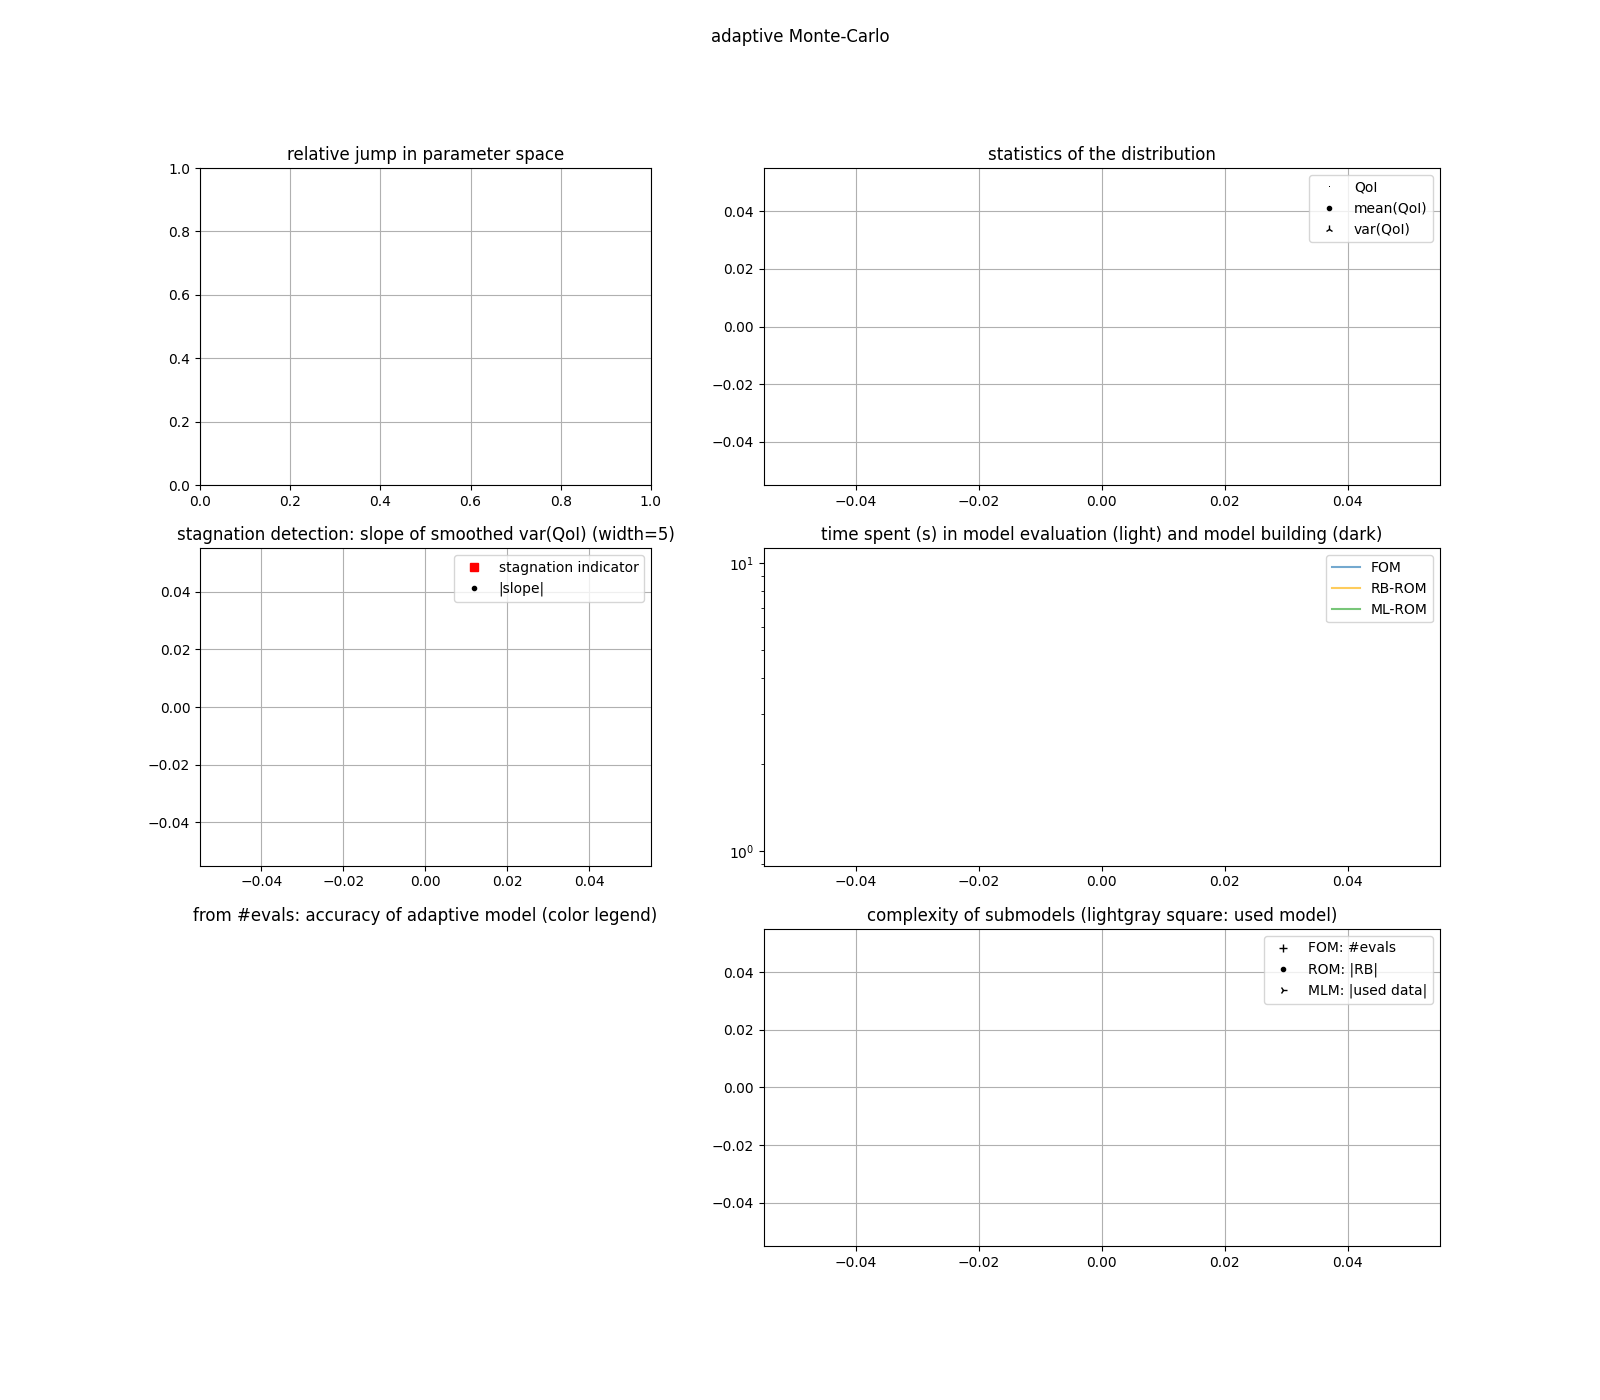 adaptive Monte-Carlo
relative jump in parameter space
1.0
0.8
0.6
0.4
0.2
0.0
0.0 0.2 0.4 0.6 0.8 1.0
statistics of the distribution
QoI
mean(QoI)
var(QoI)
0.04
0.02
0.00
−0.02
−0.04
−0.04 −0.02 0.00 0.02 0.04
stagnation detection: slope of smoothed var(QoI) (width=5)
stagnation indicator
|slope|
0.04
0.02
0.00
−0.02
−0.04
−0.04 −0.02 0.00 0.02 0.04
time spent (s) in model evaluation (light) and model building (dark)
FOM
RB-ROM
ML-ROM
10¹
10⁰
−0.04 −0.02 0.00 0.02 0.04
from #evals: accuracy of adaptive model (color legend)
complexity of submodels (lightgray square: used model)
FOM: #evals
ROM: |RB|
MLM: |used data|
0.04
0.02
0.00
−0.02
−0.04
−0.04 −0.02 0.00 0.02 0.04